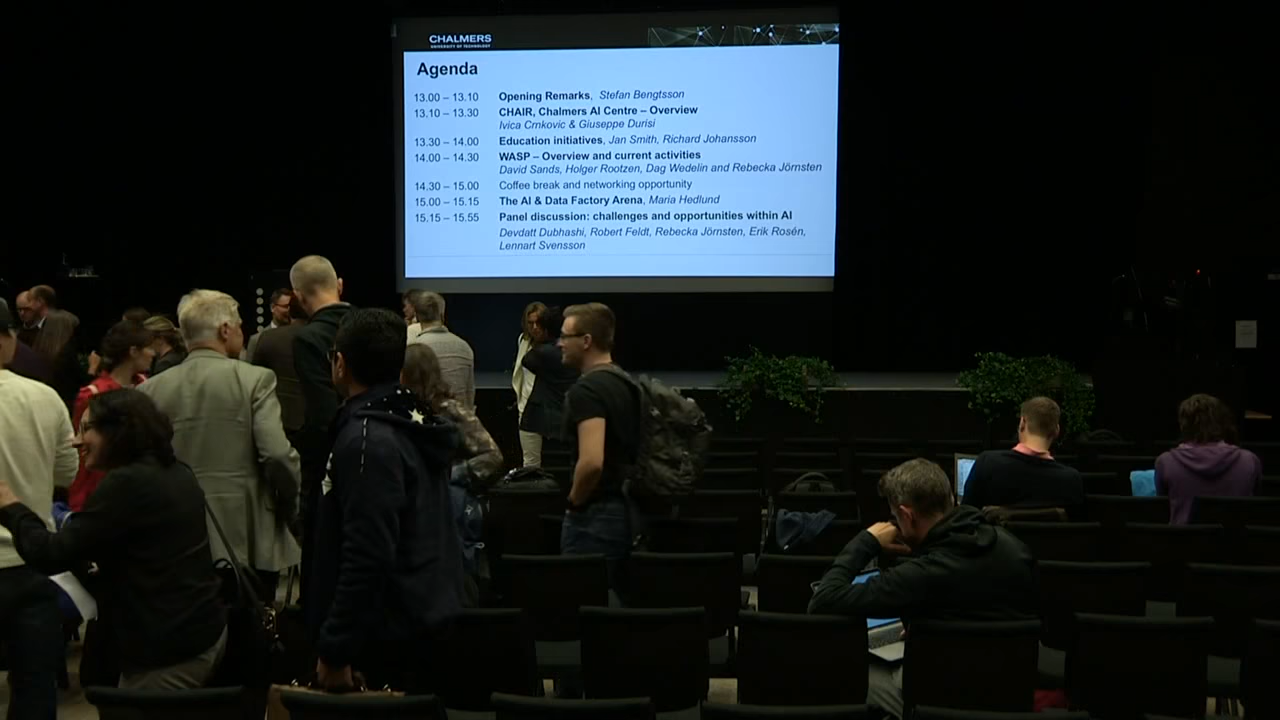 CHALMERS
UNIVERSITY OF TECHNOLOGY
Agenda
13.00 – 13.10 Opening Remarks, Stefan Bengtsson
13.10 – 13.30 CHAIR, Chalmers AI Centre – Overview
Ivica Crnkovic & Giuseppe Durisi
13.30 – 14.00 Education initiatives, Jan Smith, Richard Johansson
14.00 – 14.30 WASP – Overview and current activities
David Sands, Holger Rootzen, Dag Wedelin and Rebecka Jörnsten
14.30 – 15.00 Coffee break and networking opportunity
15.00 – 15.15 The AI & Data Factory Arena, Maria Hedlund
15.15 – 15.55 Panel discussion: challenges and opportunities within AI
Devdatt Dubhashi, Robert Feldt, Rebecka Jörnsten, Erik Rosén,
Lennart Svensson